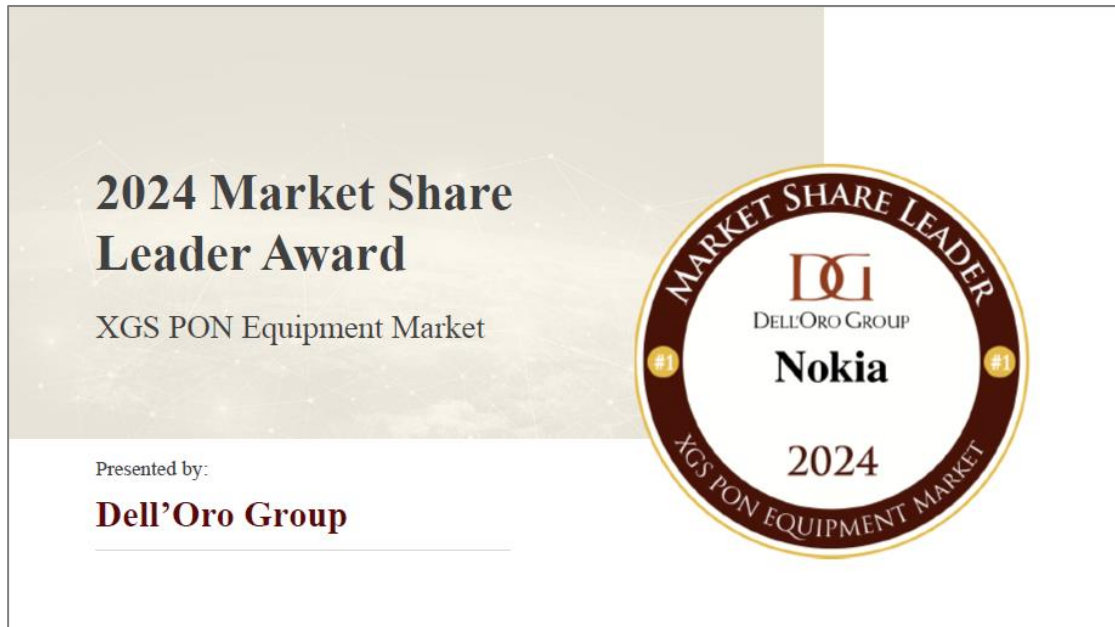 2024 Market Share
Leader Award
XGS PON Equipment Market
Presented by:
Dell’Oro Group
MARKET SHARE LEADER
DG
DELL'ORO GROUP
Nokia
#1
#1
2024
XGS PON EQUIPMENT MARKET